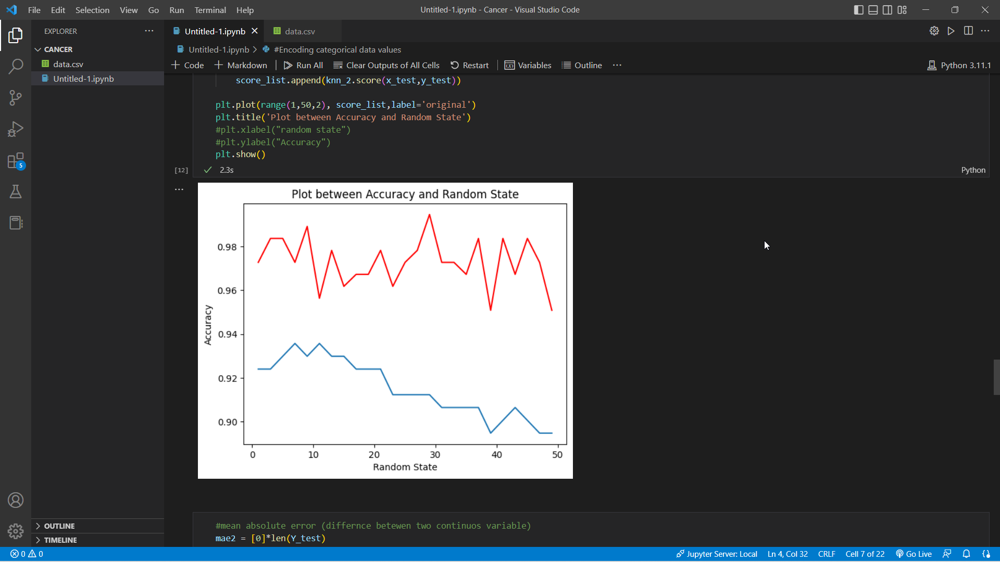 File Edit Selection View Go Run Terminal Help
Untitled-1.ipynb - Cancer - Visual Studio Code
EXPLORER
CANCER
data.csv
Untitled-1.ipynb
5
OUTLINE
TIMELINE
Untitled-1.ipynb data.csv
Untitled-1.ipynb > #Encoding categorical data values
+ Code + Markdown Run All Clear Outputs of All Cells Restart Variables Outline ... Python 3.11.1
score_list.append(knn_2.score(x_test,y_test))
plt.plot(range(1,50,2), score_list,label='original')
plt.title('Plot between Accuracy and Random State')
#plt.xlabel("random state")
#plt.ylabel("Accuracy")
plt.show()
[12] 2.3s Python
Plot between Accuracy and Random State
Accuracy
0.98
0.96
0.94
0.92
0.90
0 10 20 30 40 50
Random State
#mean absolute error (differnce betewen two continuos variable)
mae2 = [0]*len(Y_test)
0 0 Jupyter Server: Local Ln 4, Col 32 CRLF Cell 7 of 22 Go Live